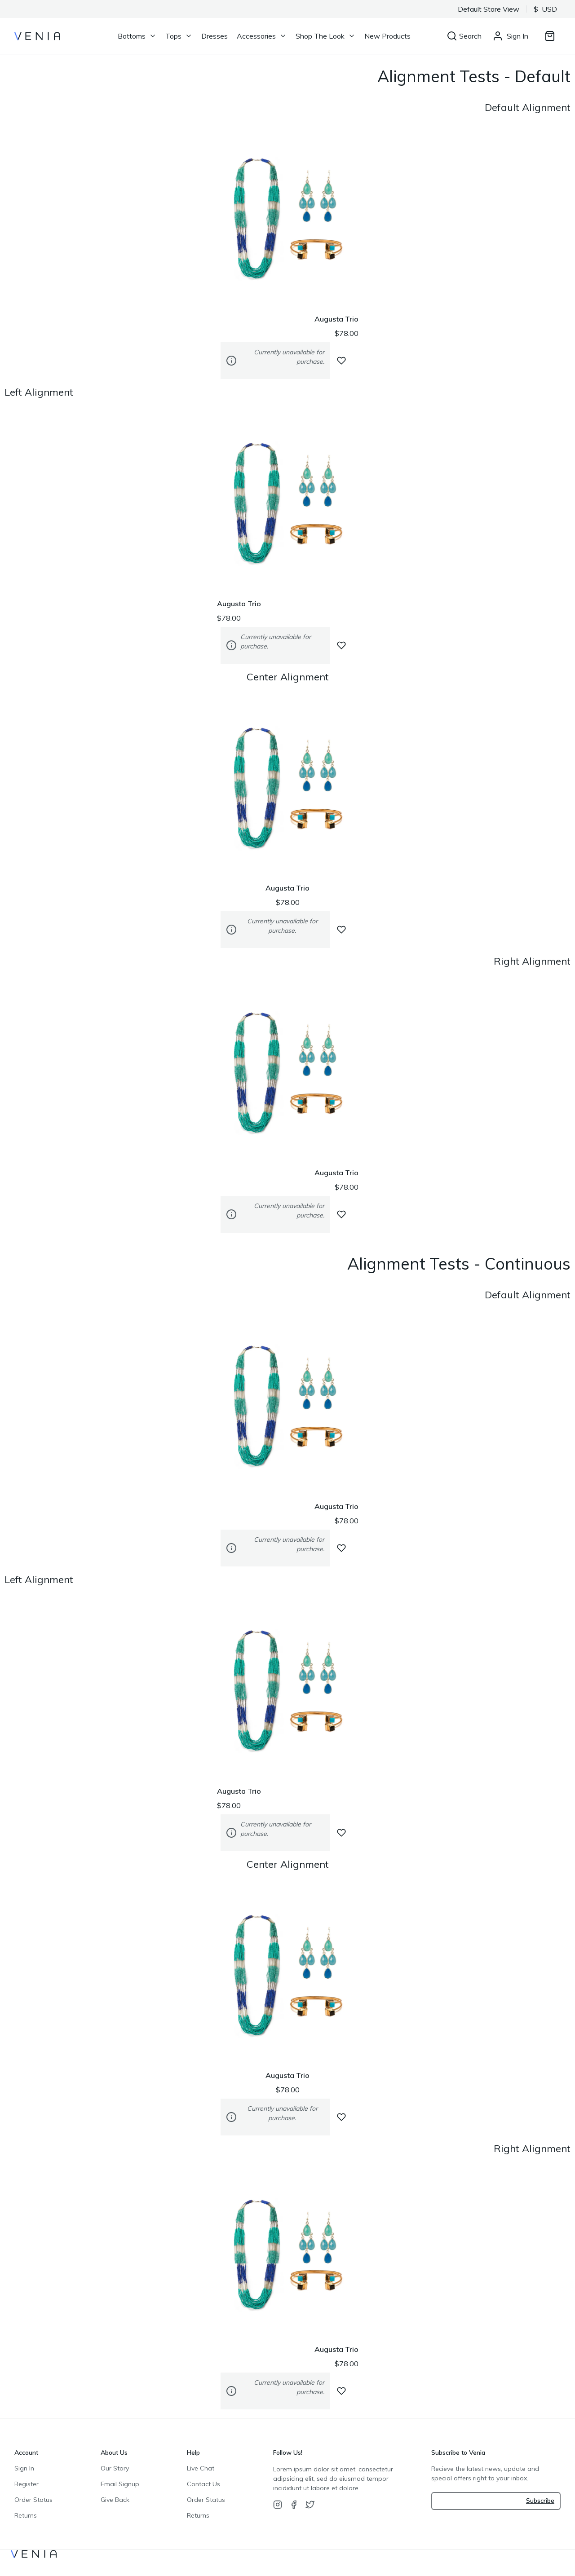 Default Store View $ USD
VENIA Bottoms Tops Dresses Accessories Shop The Look New Products Search Sign In
Alignment Tests - Default
Default Alignment
Augusta Trio
$78.00
Currently unavailable for
purchase.
Left Alignment
Augusta Trio
$78.00
Currently unavailable for
purchase.
Center Alignment
Augusta Trio
$78.00
Currently unavailable for
purchase.
Right Alignment
Augusta Trio
$78.00
Currently unavailable for
purchase.
Alignment Tests - Continuous
Default Alignment
Augusta Trio
$78.00
Currently unavailable for
purchase.
Left Alignment
Augusta Trio
$78.00
Currently unavailable for
purchase.
Center Alignment
Augusta Trio
$78.00
Currently unavailable for
purchase.
Right Alignment
Augusta Trio
$78.00
Currently unavailable for
purchase.
Account
Sign In
Register
Order Status
Returns
About Us
Our Story
Email Signup
Give Back
Help
Live Chat
Contact Us
Order Status
Returns
Follow Us!
Lorem ipsum dolor sit amet, consectetur
adipsicing elit, sed do eiusmod tempor
incididunt ut labore et dolore.
Subscribe to Venia
Recieve the latest news, update and
special offers right to your inbox.
Subscribe
VENIA